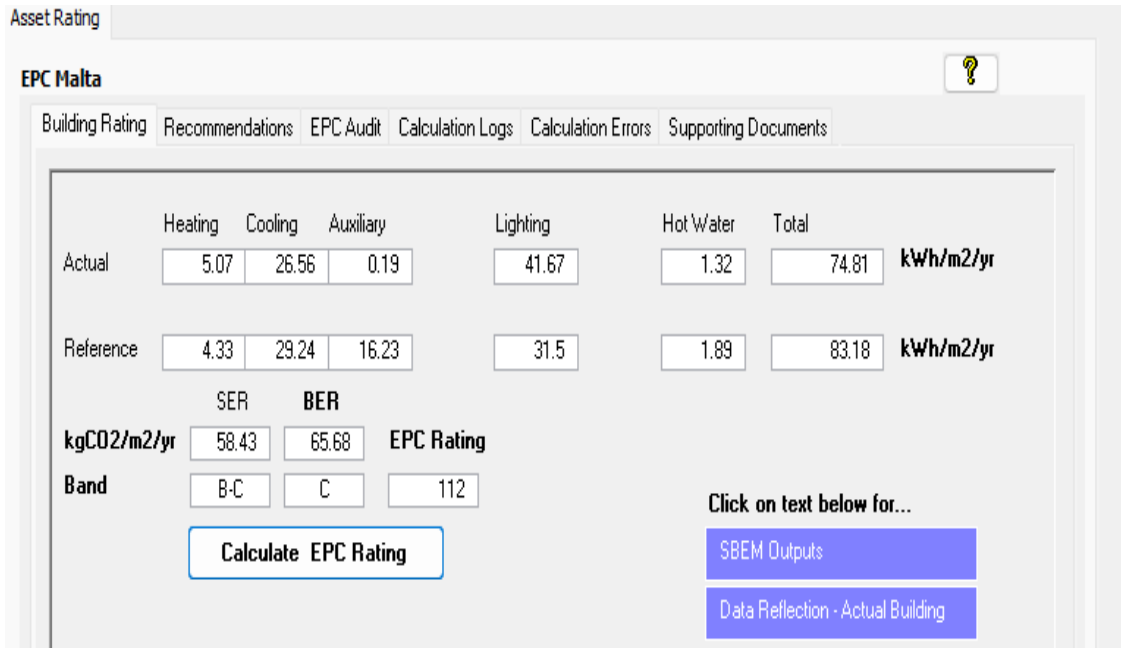 Asset Rating
EPC Malta
?
Building Rating Recommendations EPC Audit Calculation Logs Calculation Errors Supporting Documents
Heating Cooling Auxiliary Lighting Hot Water Total
Actual 5.07 26.56 0.19 41.67 1.32 74.81 kWh/m2/yr
Reference 4.33 29.24 16.23 31.5 1.89 83.18 kWh/m2/yr
SER BER
kgCO2/m2/yr 58.43 65.68 EPC Rating
Band B-C C 112
Click on text below for...
Calculate EPC Rating
SBEM Outputs
Data Reflection - Actual Building